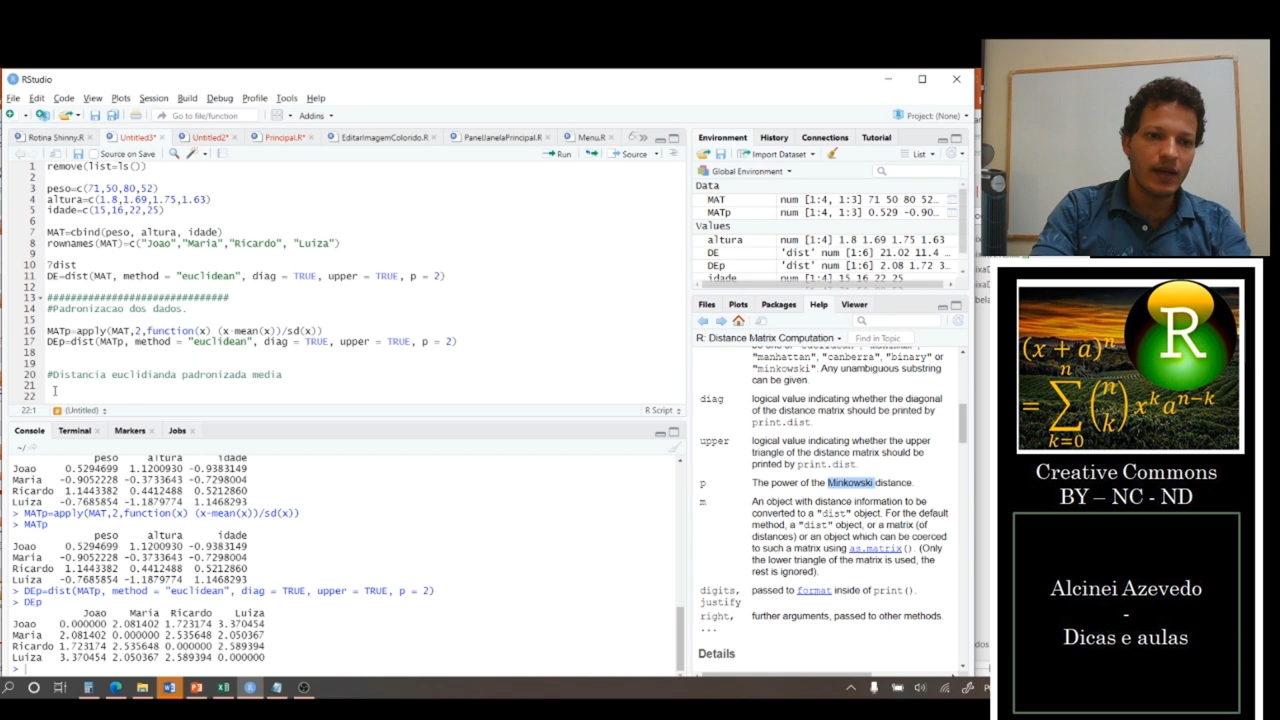 RStudio
File Edit Code View Plots Session Build Debug Profile Tools Help
Go to file/function
Addins
Project: (None)
Rotina Shinny.R
Untitled3*
Untitled2*
Principal.R*
EditarImagemColorido.R
PanelJanelaPrincipal.R
Menu.R
Source on Save
Run
Source
1 remove(list=ls())
2
3 peso=c(71,50,80,52)
4 altura=c(1.8,1.69,1.75,1.63)
5 idade=c(15,16,22,25)
6
7 MAT=cbind(peso, altura, idade)
8 rownames(MAT)=c("Joao","Maria","Ricardo", "Luiza")
9
10 ?dist
11 DE=dist(MAT, method = "euclidean", diag = TRUE, upper = TRUE, p = 2)
12
13 ###############################
14 #Padronizacao dos dados.
15
16 MATp=apply(MAT,2,function(x) (x-mean(x))/sd(x))
17 DEp=dist(MATp, method = "euclidean", diag = TRUE, upper = TRUE, p = 2)
18
19
20 #Distancia euclidianda padronizada media
21
22
22:1 (Untitled) R Script
Console Terminal Markers Jobs
~/
peso altura idade
Joao 0.5294699 1.1200930 -0.9383149
Maria -0.9052228 -0.3733643 -0.7298004
Ricardo 1.1443382 0.4412488 0.5212860
Luiza -0.7685854 -1.1879774 1.1468293
> MATp=apply(MAT,2,function(x) (x-mean(x))/sd(x))
> MATp
peso altura idade
Joao 0.5294699 1.1200930 -0.9383149
Maria -0.9052228 -0.3733643 -0.7298004
Ricardo 1.1443382 0.4412488 0.5212860
Luiza -0.7685854 -1.1879774 1.1468293
> DEp=dist(MATp, method = "euclidean", diag = TRUE, upper = TRUE, p = 2)
> DEp
Joao Maria Ricardo Luiza
Joao 0.000000 2.081402 1.723174 3.370454
Maria 2.081402 0.000000 2.535648 2.050367
Ricardo 1.723174 2.535648 0.000000 2.589394
Luiza 3.370454 2.050367 2.589394 0.000000
>
Environment History Connections Tutorial
Import Dataset
List
Global Environment
Data
MAT num [1:4, 1:3] 71 50 80 52…
MATp num [1:4, 1:3] 0.529 -0.90…
Values
altura num [1:4] 1.8 1.69 1.75 1.63
DE 'dist' num [1:6] 21.02 11.4 …
DEp 'dist' num [1:6] 2.08 1.72 3…
idade num [1:4] 15 16 22 25
Files Plots Packages Help Viewer
R: Distance Matrix Computation Find in Topic
"manhattan", "canberra", "binary" or
"minkowski". Any unambiguous substring
can be given.
diag logical value indicating whether the diagonal
of the distance matrix should be printed by
print.dist.
upper logical value indicating whether the upper
triangle of the distance matrix should be
printed by print.dist.
p The power of the Minkowski distance.
m An object with distance information to be
converted to a "dist" object. For the default
method, a "dist" object, or a matrix (of
distances) or an object which can be coerced
to such a matrix using as.matrix(). (Only
the lower triangle of the matrix is used, the
rest is ignored).
digits, passed to format inside of print().
justify
right, further arguments, passed to other methods.
...
Details
R
(x + a)^n
= ∑ n k=0 (n k) x^k a^{n−k}
Creative Commons
BY – NC - ND
Alcinei Azevedo
-
Dicas e aulas